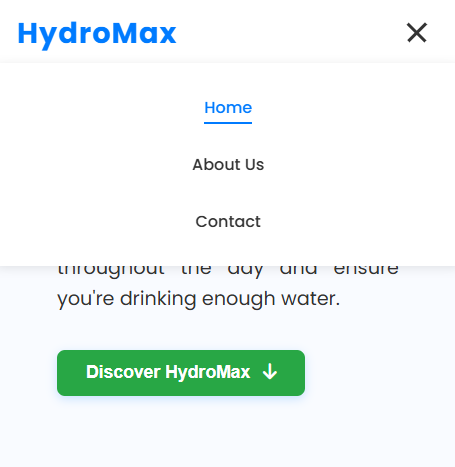 HydroMax
Home
About Us
Contact
throughout the day and ensure
you're drinking enough water.
Discover HydroMax